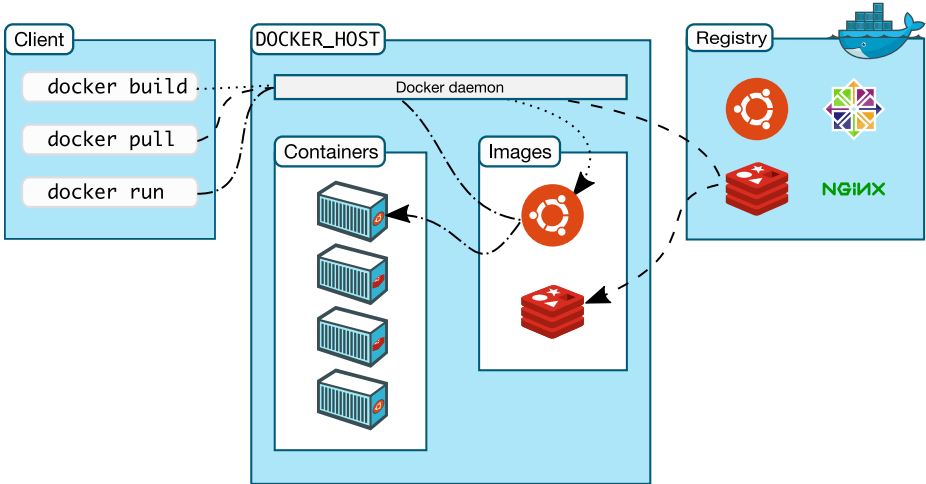 Client
docker build
docker pull
docker run
DOCKER_HOST
Docker daemon
Containers
Images
Registry
NGiNX